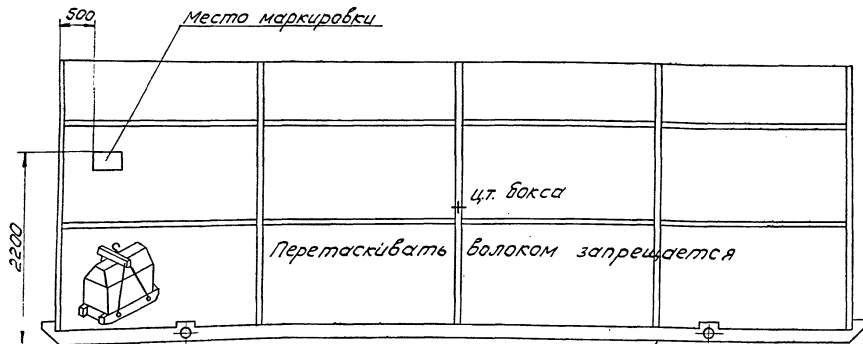 500
Место маркировки
ц.т. бокса
2200
Перетаскивать волоком запрещается